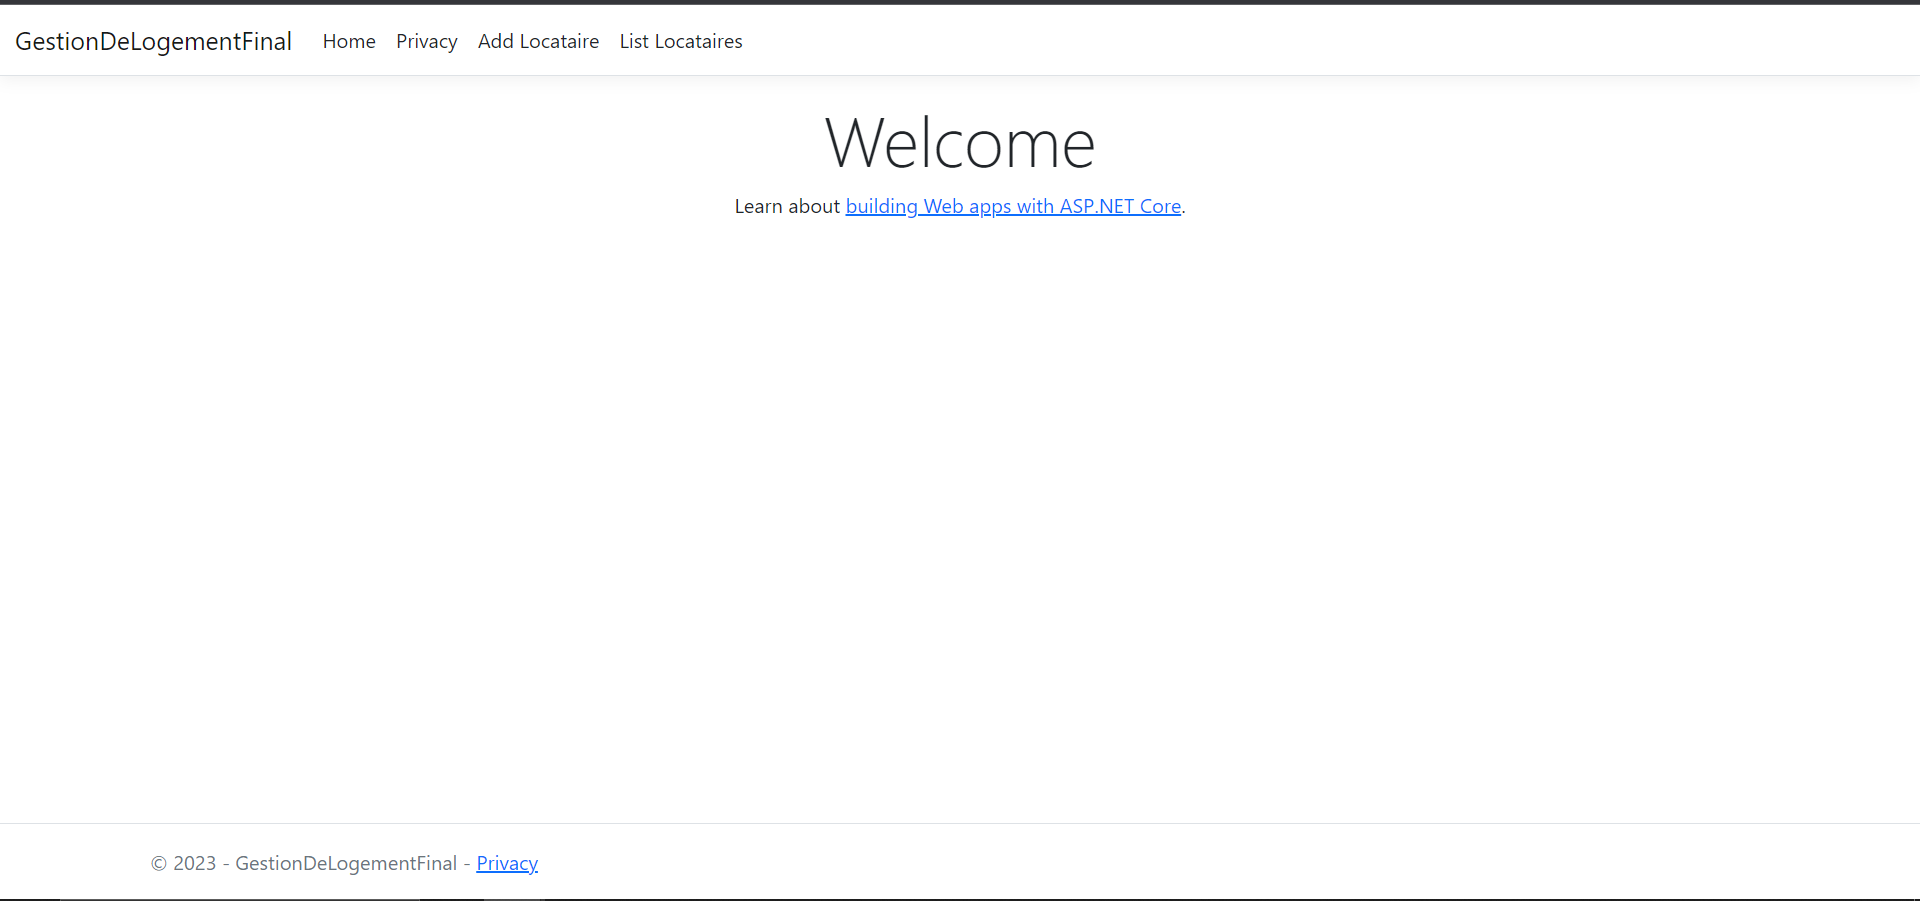 GestionDeLogementFinal Home Privacy Add Locataire List Locataires
Welcome
Learn about building Web apps with ASP.NET Core.
© 2023 - GestionDeLogementFinal - Privacy